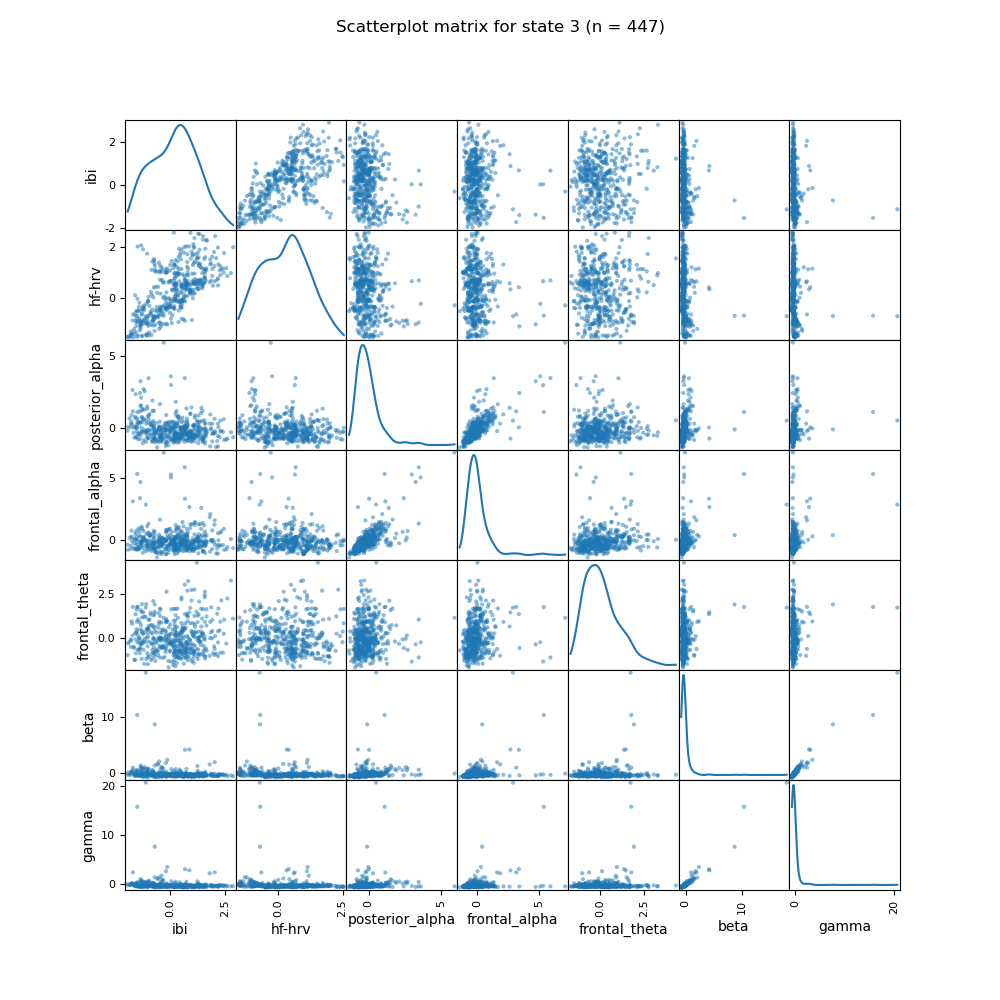 Scatterplot matrix for state 3 (n = 447)
ibi
2
0
-2
hf-hrv
2
0
posterior_alpha
5
0
frontal_alpha
5
0
frontal_theta
2.5
0.0
beta
10
0
gamma
20
10
0
0.0 2.5 0.0 2.5 0 5 0 5 0.0 2.5 0 10 0 20
ibi hf-hrv posterior_alpha frontal_alpha frontal_theta beta gamma